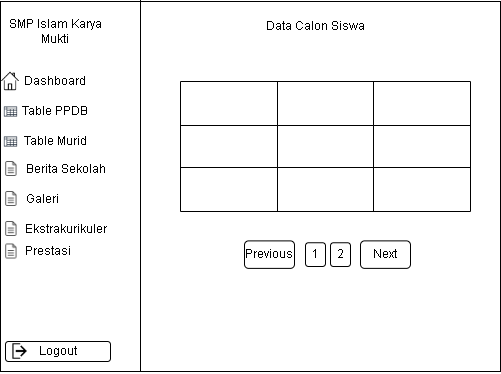 SMP Islam Karya
Mukti
Dashboard
Table PPDB
Table Murid
Berita Sekolah
Galeri
Ekstrakurikuler
Prestasi
Logout
Data Calon Siswa
Previous 1 2 Next